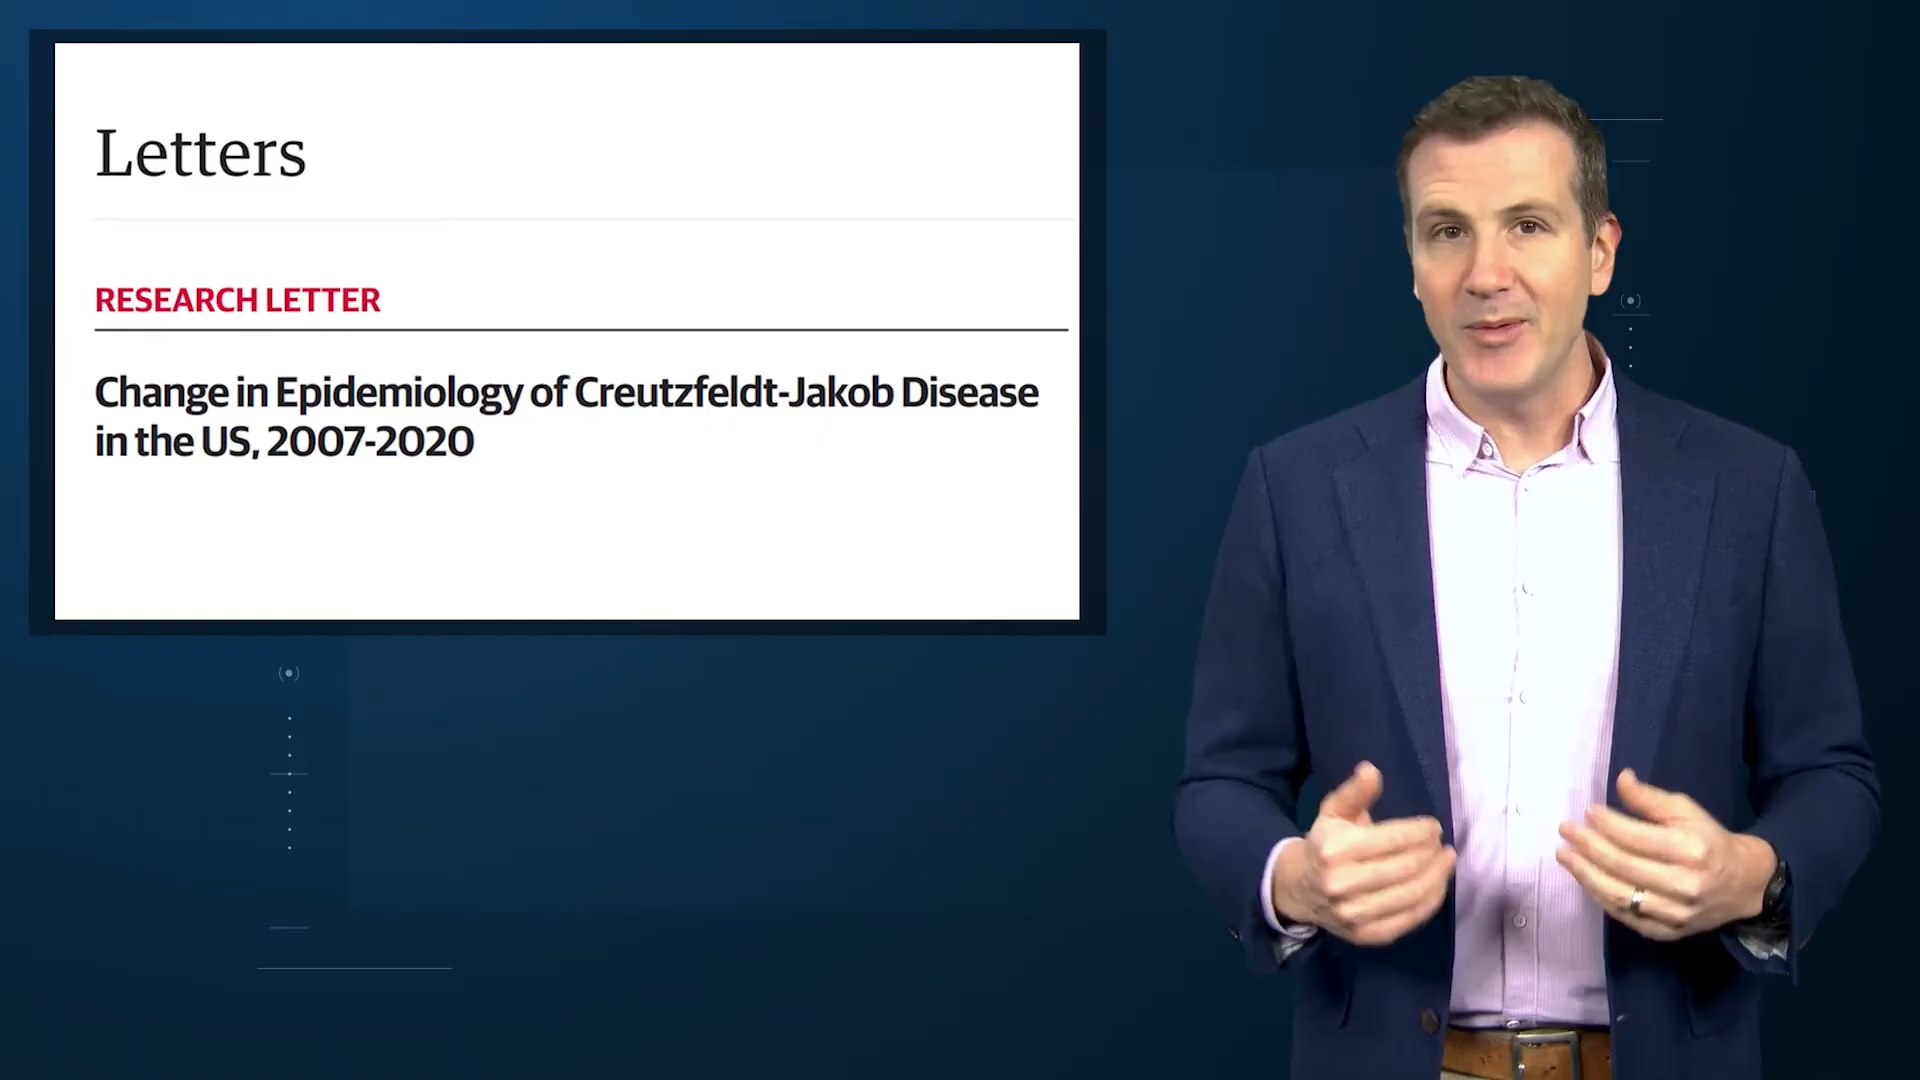 Letters
RESEARCH LETTER
Change in Epidemiology of Creutzfeldt-Jakob Disease
in the US, 2007-2020